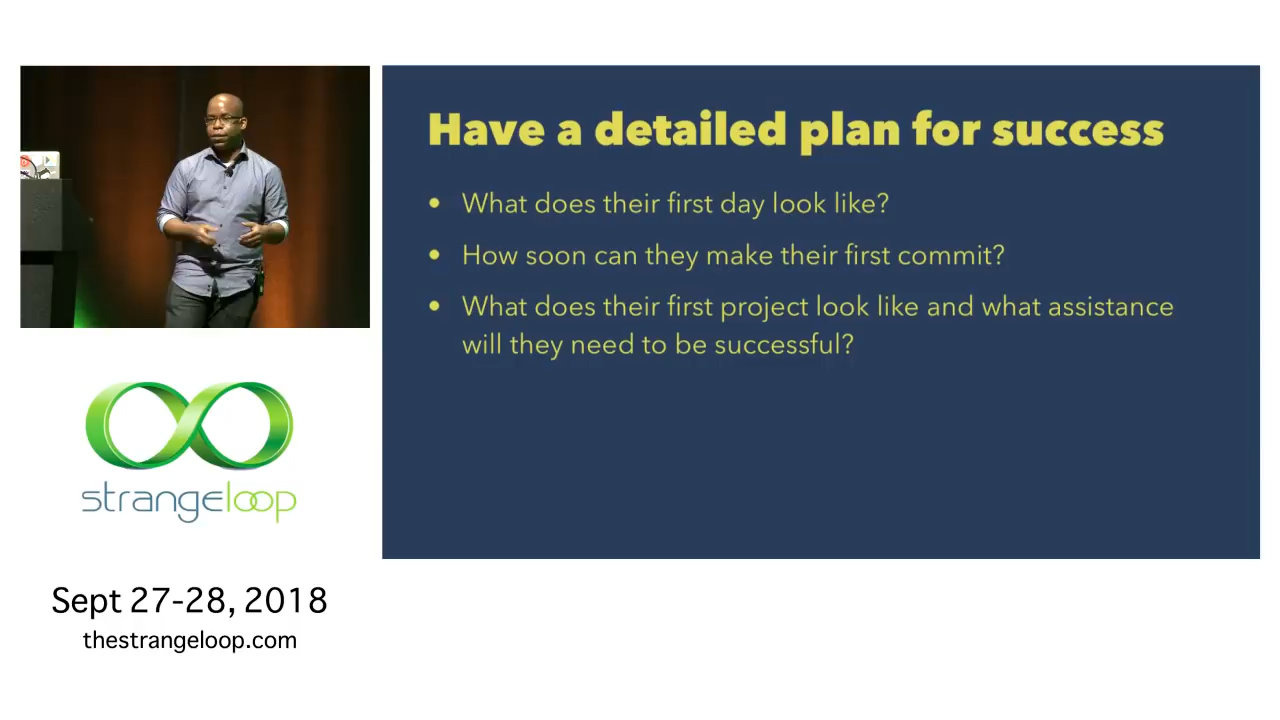 Have a detailed plan for success
• What does their first day look like?
• How soon can they make their first commit?
• What does their first project look like and what assistance
will they need to be successful?
strangeloop
Sept 27-28, 2018
thestrangeloop.com